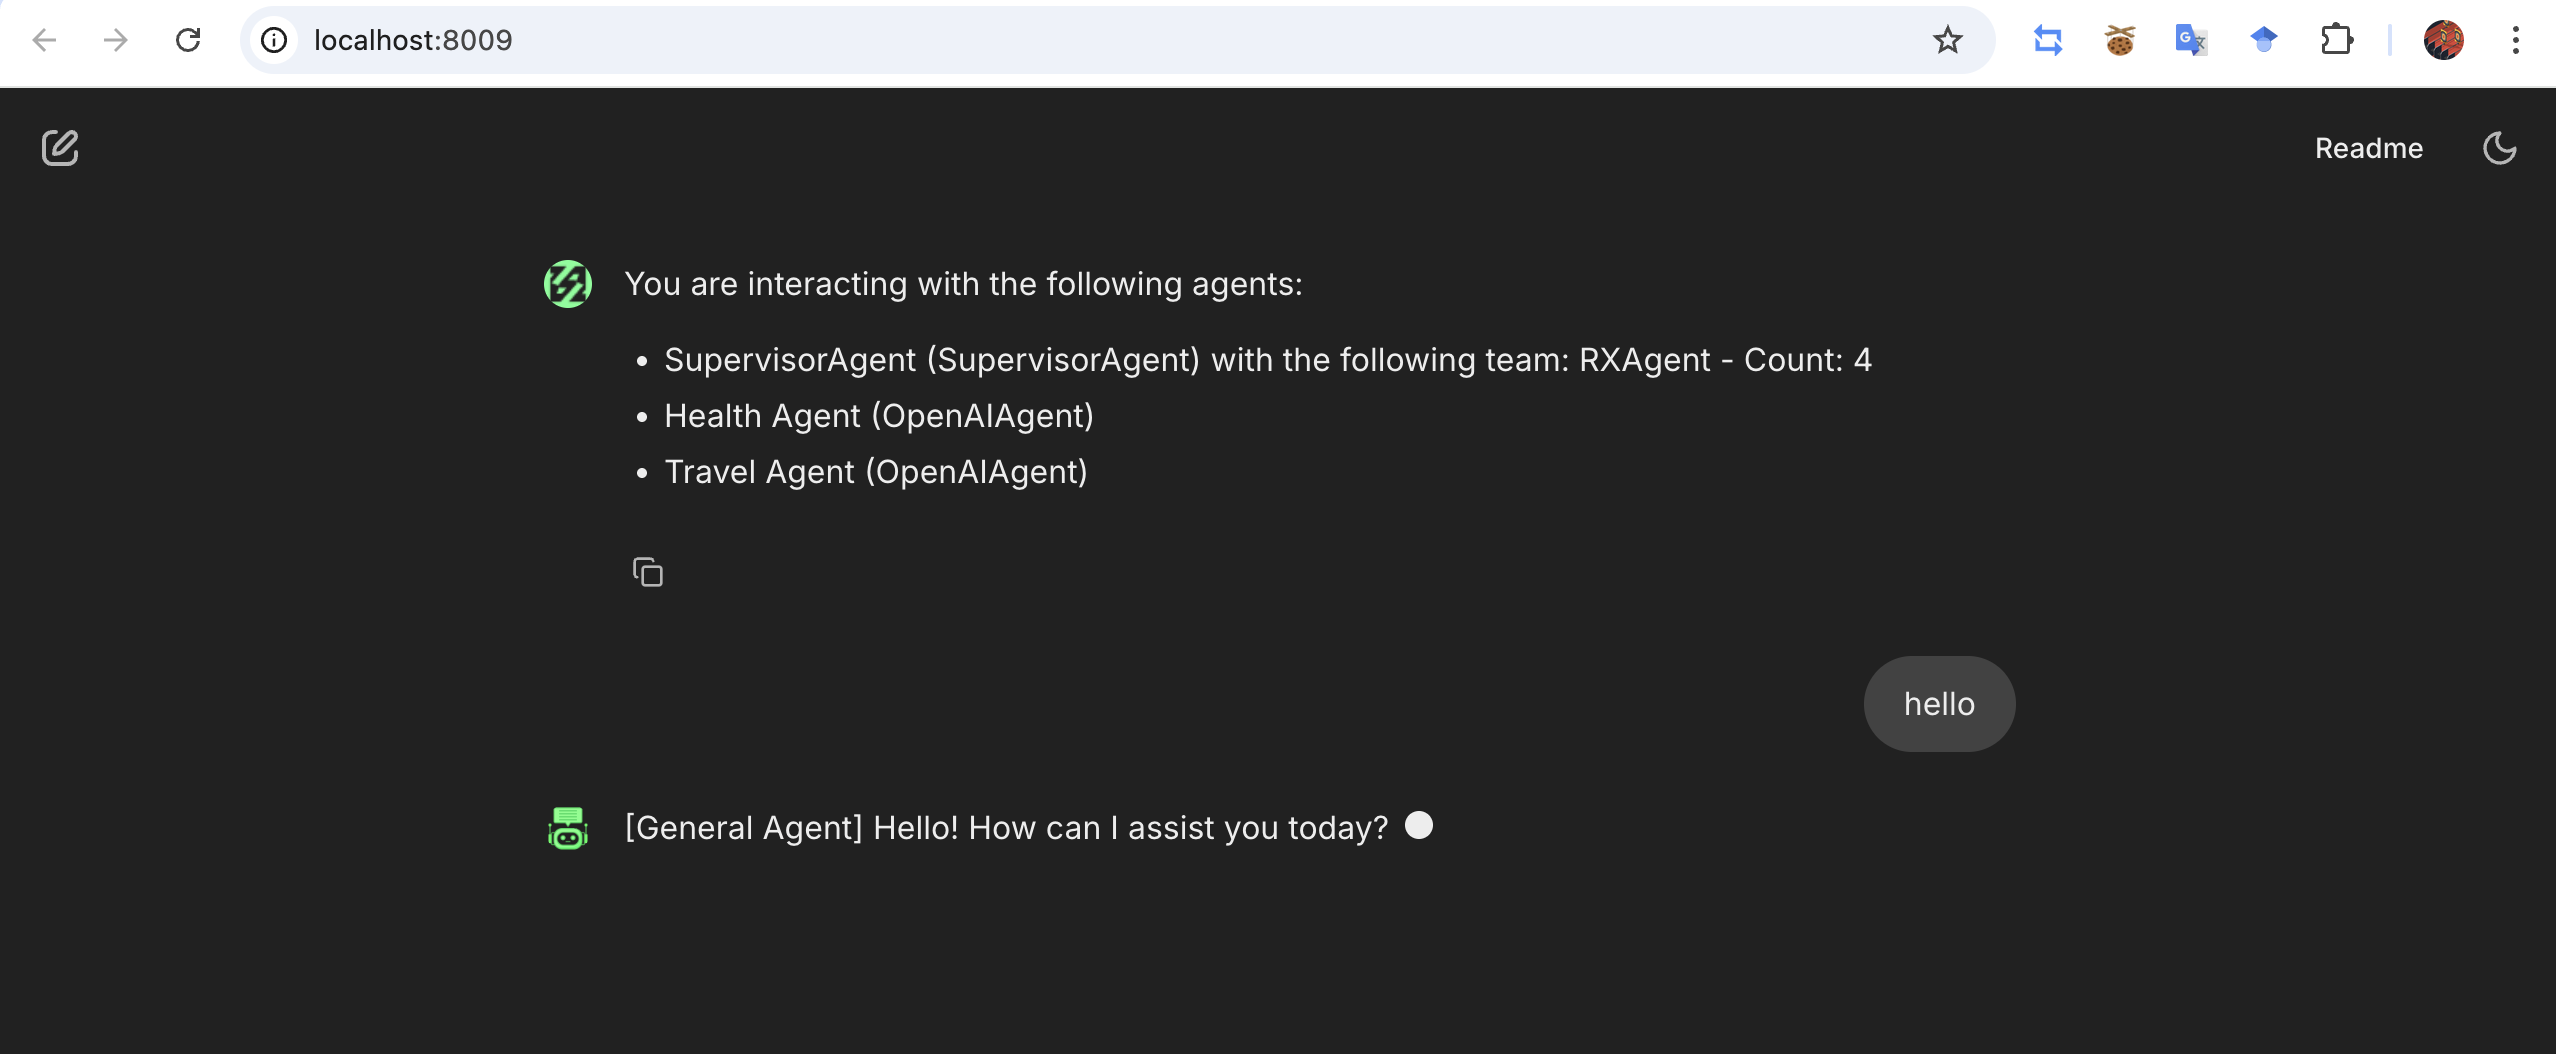 localhost:8009
Readme
You are interacting with the following agents:
• SupervisorAgent (SupervisorAgent) with the following team: RXAgent - Count: 4
• Health Agent (OpenAIAgent)
• Travel Agent (OpenAIAgent)
hello
[General Agent] Hello! How can I assist you today?